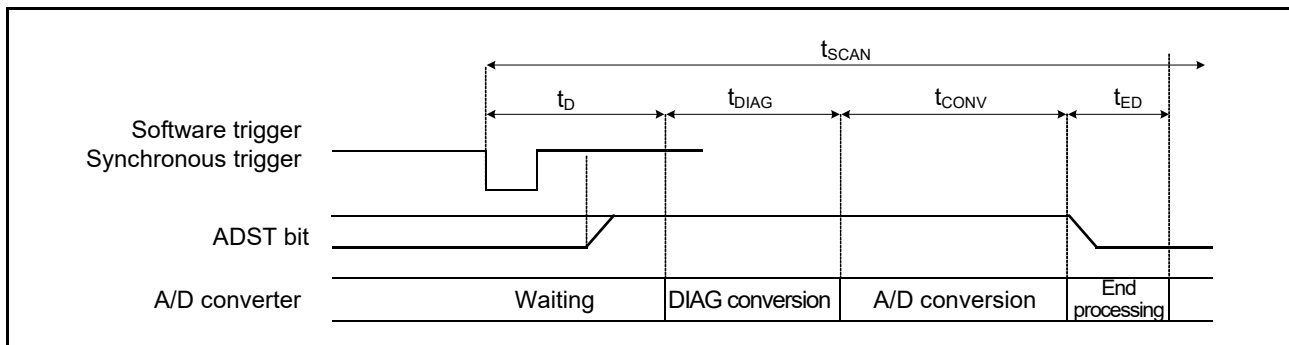 tSCAN
tD tDIAG tCONV tED
Software trigger
Synchronous trigger
ADST bit
A/D converter Waiting DIAG conversion A/D conversion End
processing